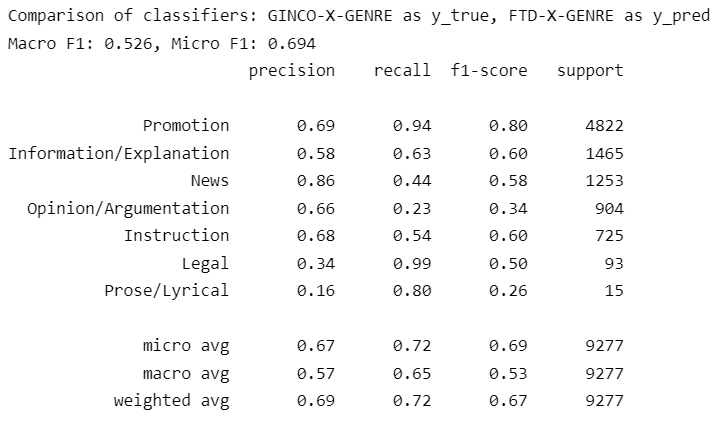 Comparison of classifiers: GINCO-X-GENRE as y_true, FTD-X-GENRE as y_pred
Macro F1: 0.526, Micro F1: 0.694
precision recall f1-score support
Promotion 0.69 0.94 0.80 4822
Information/Explanation 0.58 0.63 0.60 1465
News 0.86 0.44 0.58 1253
Opinion/Argumentation 0.66 0.23 0.34 904
Instruction 0.68 0.54 0.60 725
Legal 0.34 0.99 0.50 93
Prose/Lyrical 0.16 0.80 0.26 15
micro avg 0.67 0.72 0.69 9277
macro avg 0.57 0.65 0.53 9277
weighted avg 0.69 0.72 0.67 9277